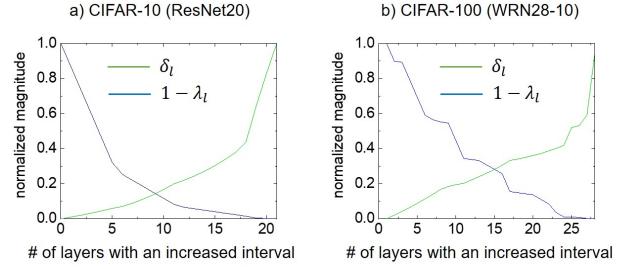 a) CIFAR-10 (ResNet20)
normalized magnitude
1.0
0.8
0.6
0.4
0.2
0.0
δ_l
1 − λ_l
0 5 10 15 20
# of layers with an increased interval
b) CIFAR-100 (WRN28-10)
normalized magnitude
1.0
0.8
0.6
0.4
0.2
0.0
δ_l
1 − λ_l
0 5 10 15 20 25
# of layers with an increased interval